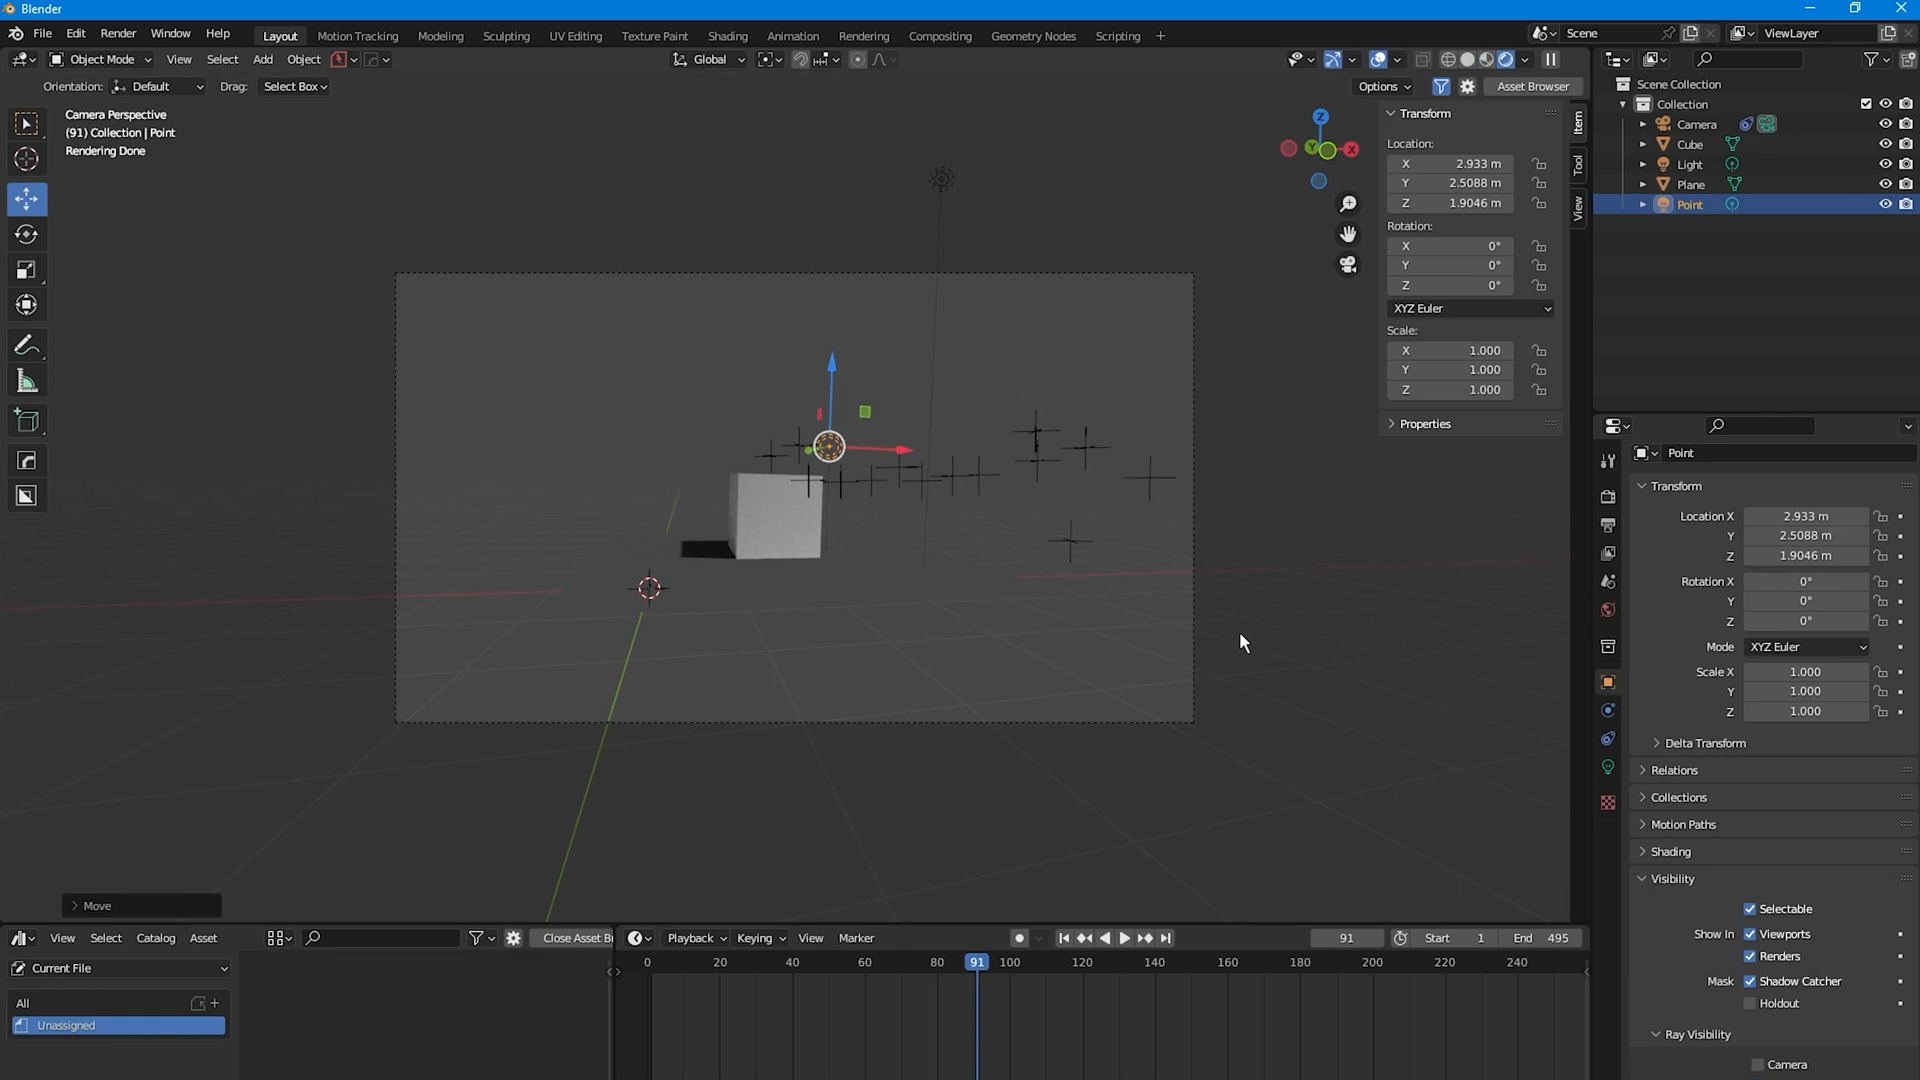 Blender
File Edit Render Window Help
Layout Motion Tracking Modeling Sculpting UV Editing Texture Paint Shading Animation Rendering Compositing Geometry Nodes Scripting +
Scene
ViewLayer
Object Mode View Select Add Object
Global
Orientation: Default Drag: Select Box
Options
Asset Browser
Camera Perspective
(91) Collection | Point
Rendering Done
Z
Y
X
Transform
Location:
X 2.933 m
Y 2.5088 m
Z 1.9046 m
Rotation:
X 0°
Y 0°
Z 0°
XYZ Euler
Scale:
X 1.000
Y 1.000
Z 1.000
Properties
Item
Tool
View
Scene Collection
Collection
Camera
Cube
Light
Plane
Point
Point
Transform
Location X 2.933 m
Y 2.5088 m
Z 1.9046 m
Rotation X 0°
Y 0°
Z 0°
Mode XYZ Euler
Scale X 1.000
Y 1.000
Z 1.000
Delta Transform
Relations
Collections
Motion Paths
Shading
Visibility
Selectable
Show In Viewports
Renders
Mask Shadow Catcher
Holdout
Ray Visibility
Camera
Move
View Select Catalog Asset
Close Asset Br
Current File
All
Unassigned
Playback Keying View Marker
91
Start 1
End 495
0 20 40 60 80 91 100 120 140 160 180 200 220 240